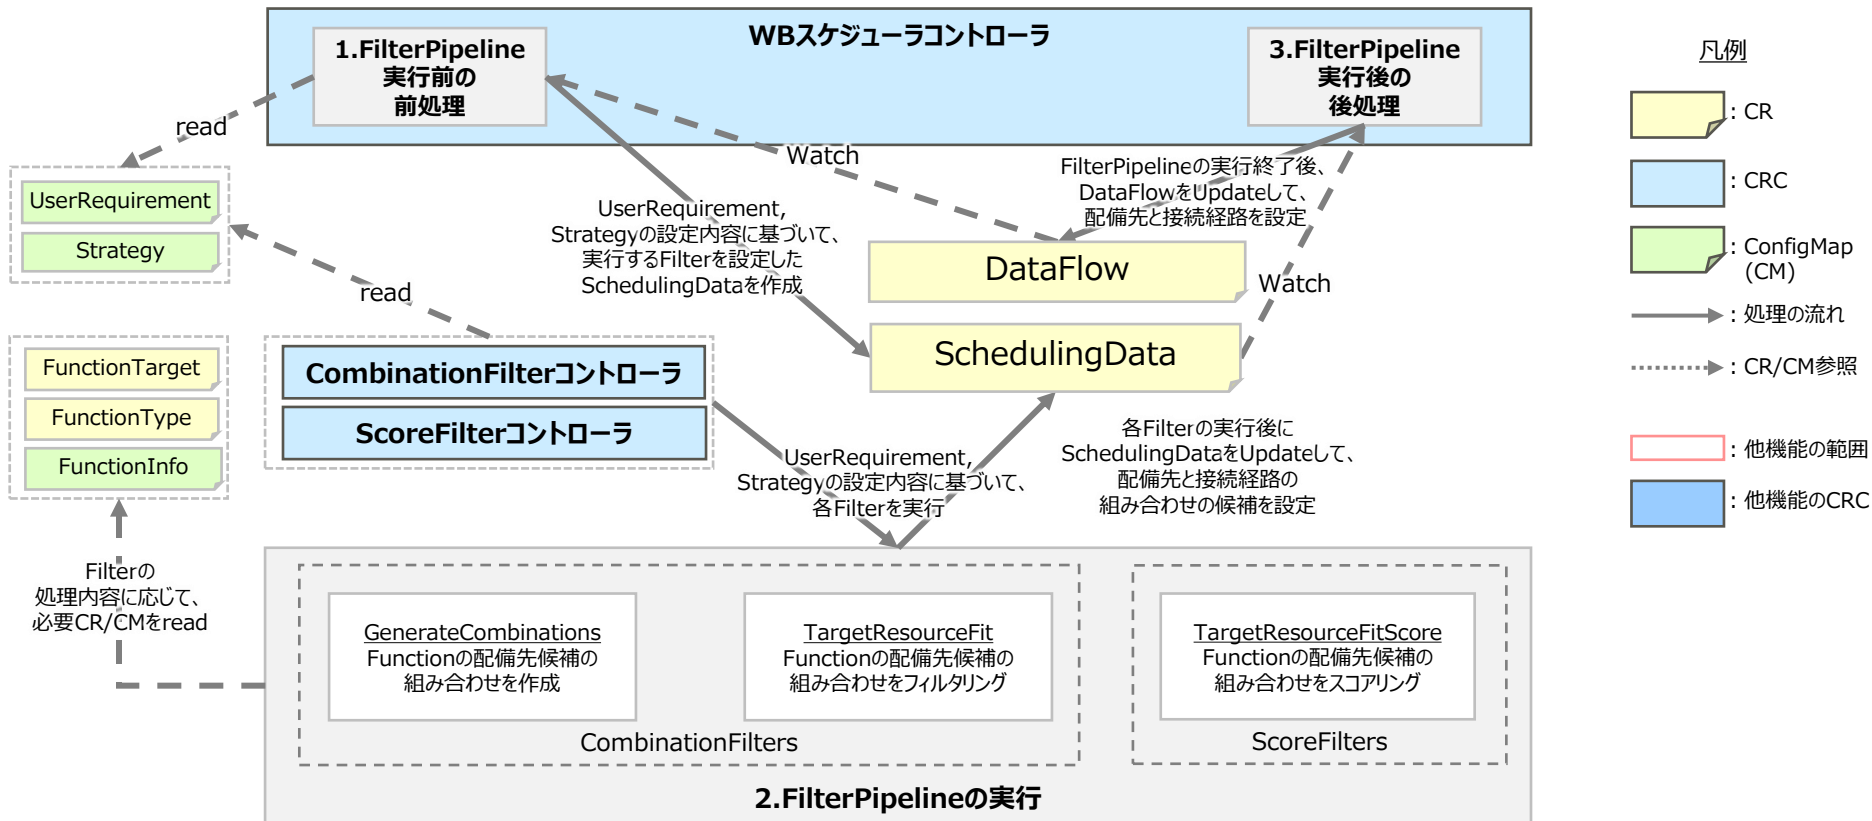 WBスケジューラコントローラ
1.FilterPipeline
実行前の
前処理
3.FilterPipeline
実行後の
後処理
read
Watch
FilterPipelineの実行終了後、
DataFlowをUpdateして、
配備先と接続経路を設定
UserRequirement
Strategy
UserRequirement,
Strategyの設定内容に基づいて、
実行するFilterを設定した
SchedulingDataを作成
DataFlow
Watch
read
SchedulingData
FunctionTarget
FunctionType
FunctionInfo
CombinationFilterコントローラ
ScoreFilterコントローラ
UserRequirement,
Strategyの設定内容に基づいて、
各Filterを実行
各Filterの実行後に
SchedulingDataをUpdateして、
配備先と接続経路の
組み合わせの候補を設定
Filterの
処理内容に応じて、
必要CR/CMをread
GenerateCombinations
Functionの配備先候補の
組み合わせを作成
TargetResourceFit
Functionの配備先候補の
組み合わせをフィルタリング
CombinationFilters
TargetResourceFitScore
Functionの配備先候補の
組み合わせをスコアリング
ScoreFilters
2.FilterPipelineの実行
凡例
: CR
: CRC
: ConfigMap
(CM)
: 処理の流れ
: CR/CM参照
: 他機能の範囲
: 他機能のCRC